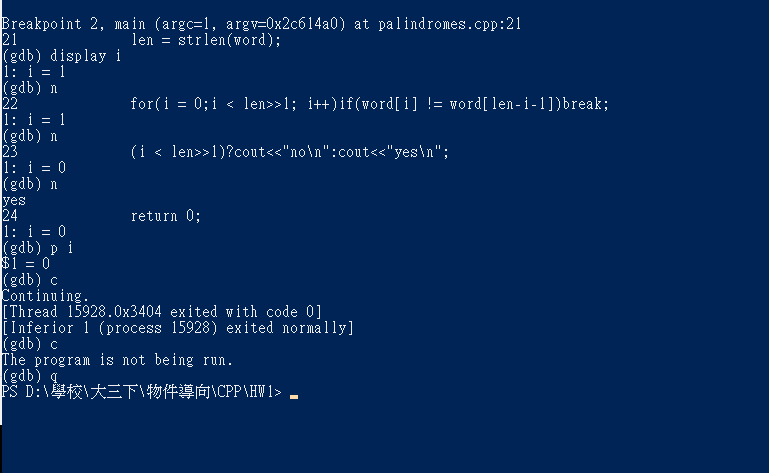 Breakpoint 2, main (argc=1, argv=0x2c614a0) at palindromes.cpp:21
21              len = strlen(word);
(gdb) display i
1: i = 1
(gdb) n
22              for(i = 0;i < len>>1; i++)if(word[i] != word[len-i-1])break;
1: i = 1
(gdb) n
23              (i < len>>1)?cout<<"no\n":cout<<"yes\n";
1: i = 0
(gdb) n
yes
24              return 0;
1: i = 0
(gdb) p i
$1 = 0
(gdb) c
Continuing.
[Thread 15928.0x3404 exited with code 0]
[Inferior 1 (process 15928) exited normally]
(gdb) c
The program is not being run.
(gdb) q
PS D:\學校\大三下\物件導向\CPP\HW1>